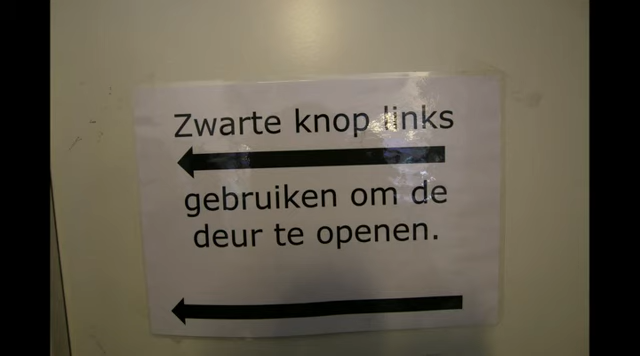 Zwarte knop links
gebruiken om de
deur te openen.